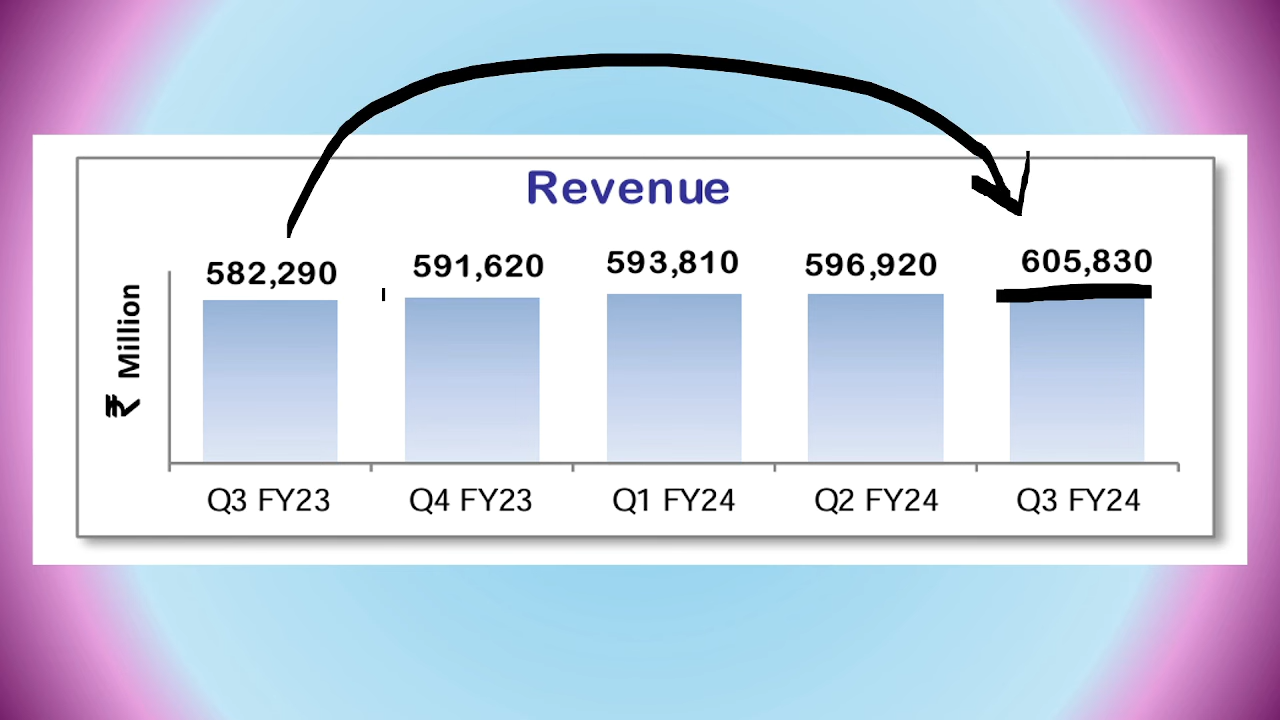 Revenue
582,290 591,620 593,810 596,920 605,830
₹ Million
Q3 FY23 Q4 FY23 Q1 FY24 Q2 FY24 Q3 FY24